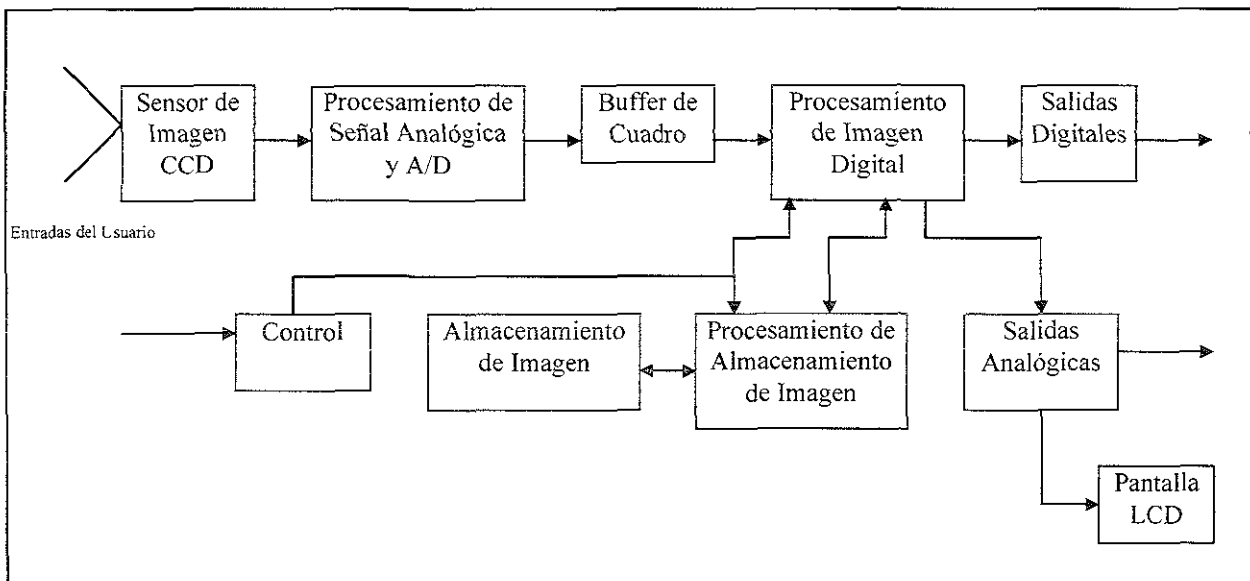 Sensor de
Imagen
CCD
Procesamiento de
Señal Analógica
y A/D
Buffer de
Cuadro
Procesamiento
de Imagen
Digital
Salidas
Digitales
Entradas del Usuario
Control
Almacenamiento
de Imagen
Procesamiento de
Almacenamiento
de Imagen
Salidas
Analógicas
Pantalla
LCD